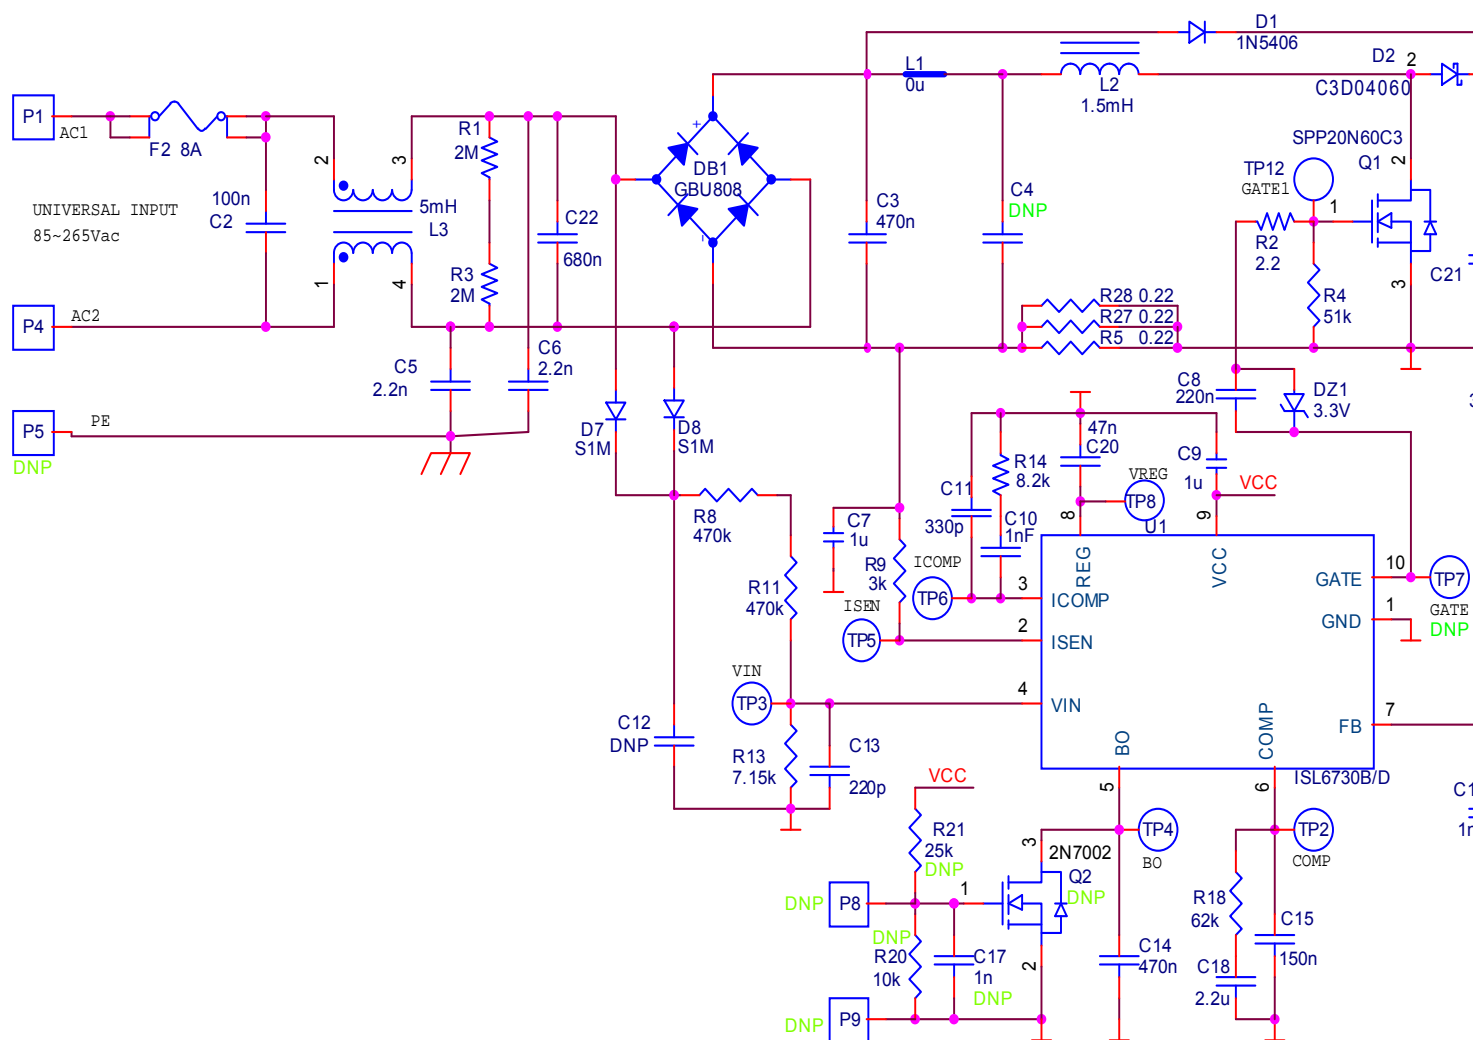 D1
1N5406
D2
2
C3D04060
L1
0u
L2
1.5mH
P1
AC1
F2 8A
2
3
R1
2M
DB1
GBU808
+
-
SPP20N60C3
TP12
Q1
GATE1
2
1
100n
C2
UNIVERSAL INPUT
85~265Vac
5mH
L3
C22
680n
C3
470n
C4
DNP
R2
2.2
C21
1
4
R3
2M
R28 0.22
R27 0.22
R5 0.22
R4
51k
3
P4
AC2
C5
2.2n
C6
2.2n
C8
220n
DZ1
3.3V
3
P5
PE
DNP
D7
S1M
D8
S1M
47n
C20
R14
8.2k
C9
1u
VCC
VREG
TP8
C11
330p
C10
1nF
8
9
U1
R8
470k
C7
1u
R9
3k
ICOMP
TP6
3
ICOMP
REG
VCC
GATE
10
TP7
GATE
DNP
R11
470k
ISEN
TP5
2
ISEN
GND
1
VIN
TP3
4
VIN
BO
COMP
FB
7
C12
DNP
R13
7.15k
C13
220p
VCC
5
6
ISL6730B/D
C1
1n
R21
25k
DNP
3
2N7002
Q2
DNP
TP4
BO
TP2
COMP
DNP
P8
1
DNP
R20
10k
C17
1n
DNP
2
C14
470n
R18
62k
C15
150n
C18
2.2u
DNP
P9